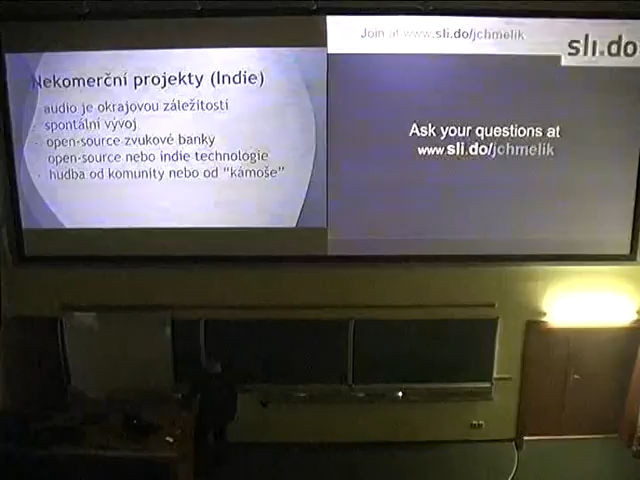 Nekomerční projekty (Indie)
audio je okrajovou záležitostí
spontální vývoj
open-source zvukové banky
open-source nebo indie technologie
hudba od komunity nebo od "kámoše"
Join at www.sli.do/jchmelik
sli.do
Ask your questions at
www.sli.do/jchmelik